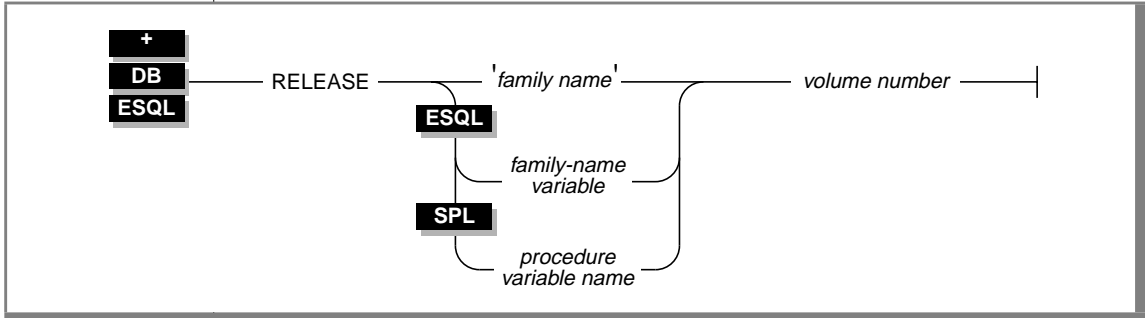 +
DB
ESQL
RELEASE
'family name'
volume number
ESQL
family-name
variable
SPL
procedure
variable name